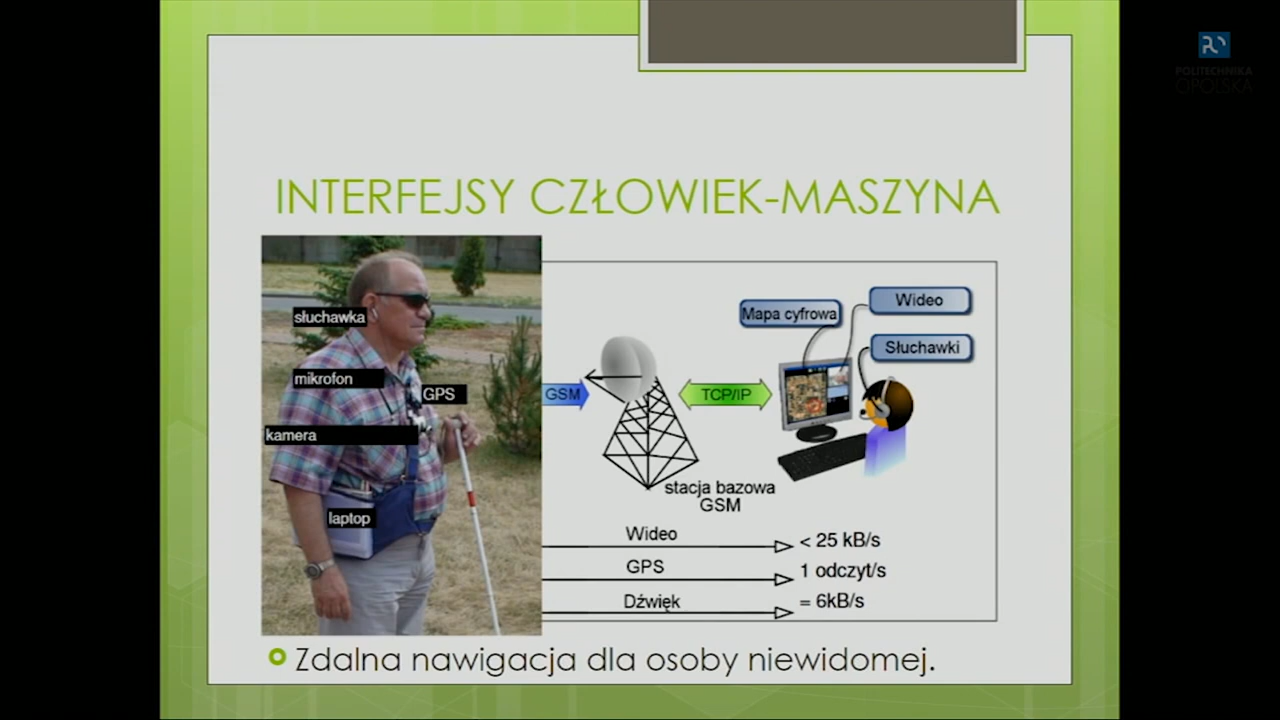 POLITECHNIKA
OPOLSKA
INTERFEJSY CZŁOWIEK-MASZYNA
słuchawka
mikrofon
GPS
kamera
laptop
GSM
TCP/IP
Mapa cyfrowa
Wideo
Słuchawki
stacja bazowa
GSM
Wideo < 25 kB/s
GPS 1 odczyt/s
Dźwięk = 6kB/s
Zdalna nawigacja dla osoby niewidomej.